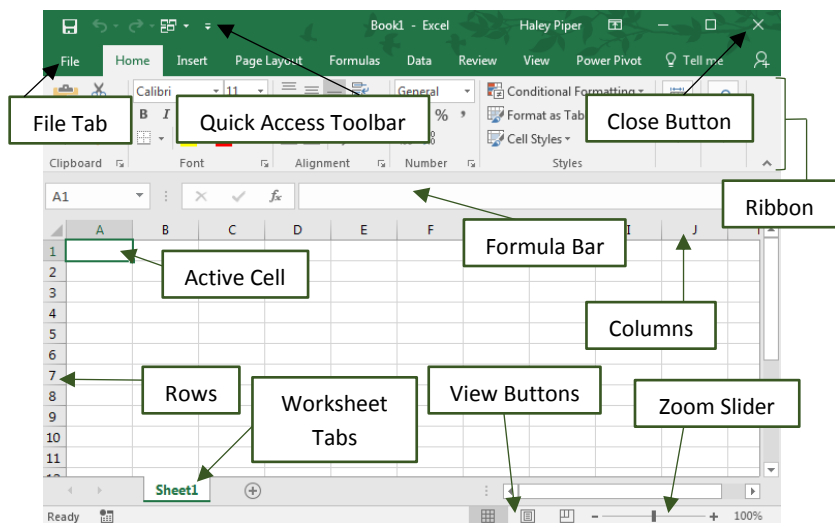 Book1 - Excel Haley Piper
File Home Insert Page Layout Formulas Data Review View Power Pivot Tell me
Calibri 11 General Conditional Formatting
File Tab B I Quick Access Toolbar % , Format as Tab Close Button
Cell Styles
Clipboard Font Alignment Number Styles
Ribbon
A1 fx
Formula Bar
A B C D E F I J
1
Active Cell
2
3
4
Columns
5
6
7
Rows View Buttons Zoom Slider
8
Worksheet
Tabs
9
10
11
Sheet1
Ready 100%